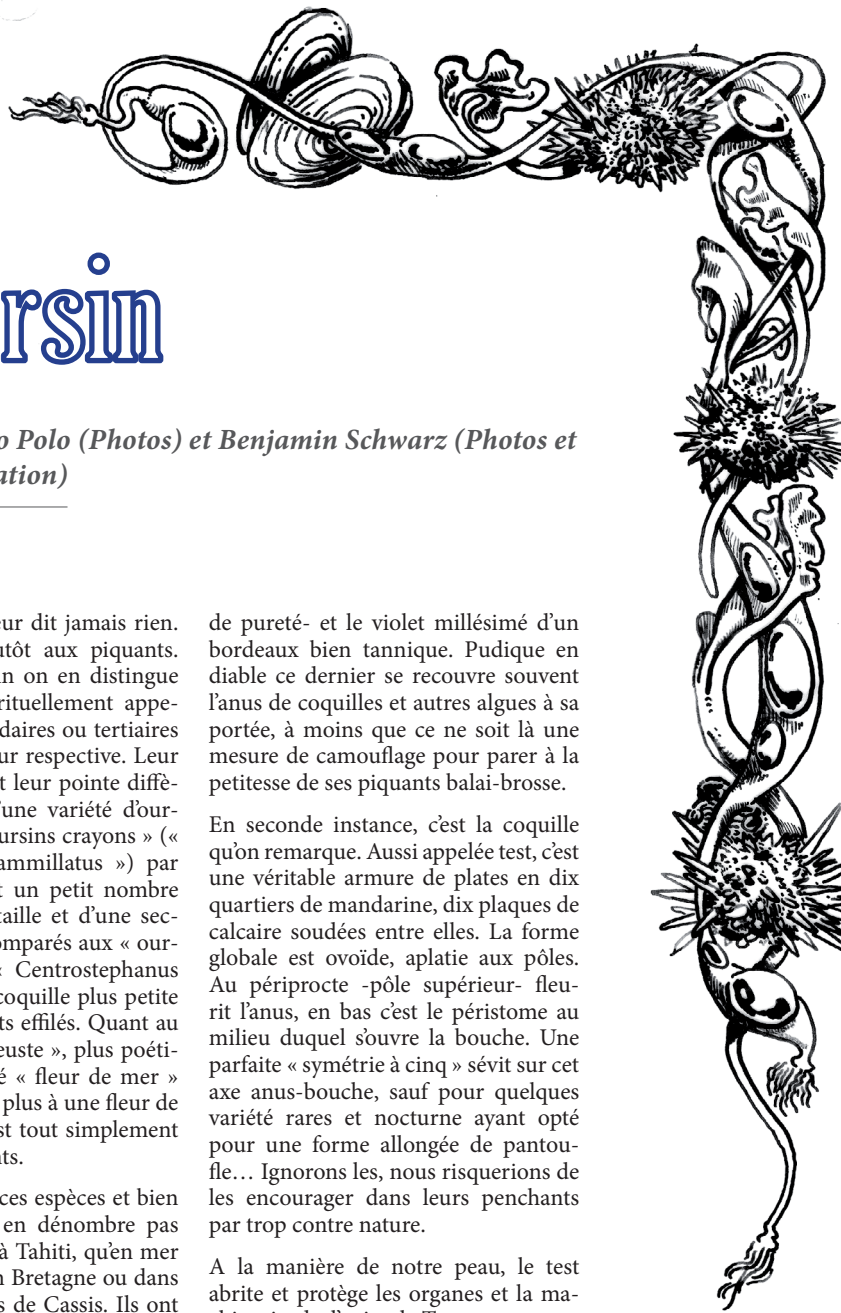 rsin
o Polo (Photos) et Benjamin Schwarz (Photos et
ation)
eur dit jamais rien.
utôt aux piquants.
in on en distingue
rituellement appe-
daires ou tertiaires
ur respective. Leur
t leur pointe diffè-
'une variété d'our-
ursins crayons » («
ammillatus ») par
t un petit nombre
taille et d'une sec-
omparés aux « our-
« Centrostephanus
coquille plus petite
ts effilés. Quant au
euste », plus poéti-
é « fleur de mer »
plus à une fleur de
st tout simplement
nts.
ces espèces et bien
en dénombre pas
à Tahiti, qu'en mer
n Bretagne ou dans
s de Cassis. Ils ont
de pureté- et le violet millésimé d'un
bordeaux bien tannique. Pudique en
diable ce dernier se recouvre souvent
l'anus de coquilles et autres algues à sa
portée, à moins que ce ne soit là une
mesure de camouflage pour parer à la
petitesse de ses piquants balai-brosse.
En seconde instance, c'est la coquille
qu'on remarque. Aussi appelée test, c'est
une véritable armure de plates en dix
quartiers de mandarine, dix plaques de
calcaire soudées entre elles. La forme
globale est ovoïde, aplatie aux pôles.
Au périprocte -pôle supérieur- fleu-
rit l'anus, en bas c'est le péristome au
milieu duquel s'ouvre la bouche. Une
parfaite « symétrie à cinq » sévit sur cet
axe anus-bouche, sauf pour quelques
variété rares et nocturne ayant opté
pour une forme allongée de pantou-
fle… Ignorons les, nous risquerions de
les encourager dans leurs penchants
par trop contre nature.
A la manière de notre peau, le test
abrite et protège les organes et la ma-